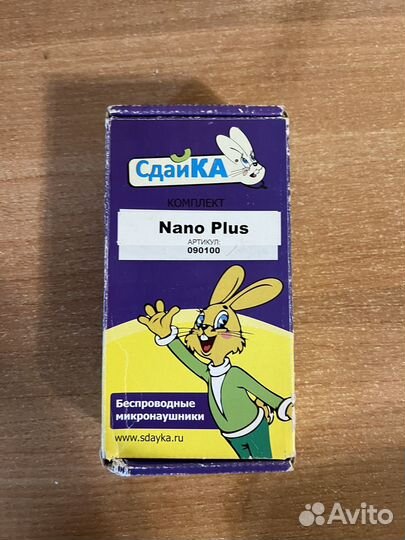 СдайКА
КОМПЛЕКТ
Nano Plus
АРТИКУЛ:
090100
Беспроводные
микронаушники
www.sdayka.ru
Avito